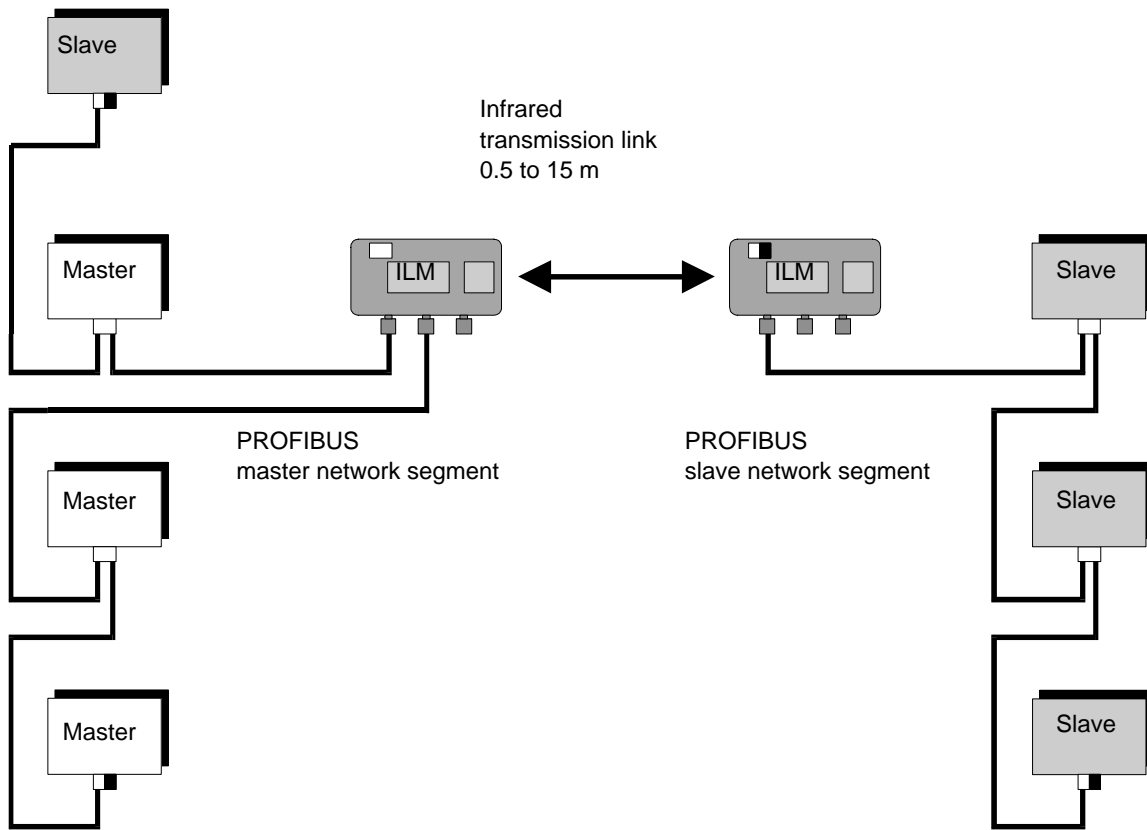 Slave
Infrared
transmission link
0.5 to 15 m
Master
ILM
ILM
Slave
PROFIBUS
master network segment
PROFIBUS
slave network segment
Master
Slave
Master
Slave